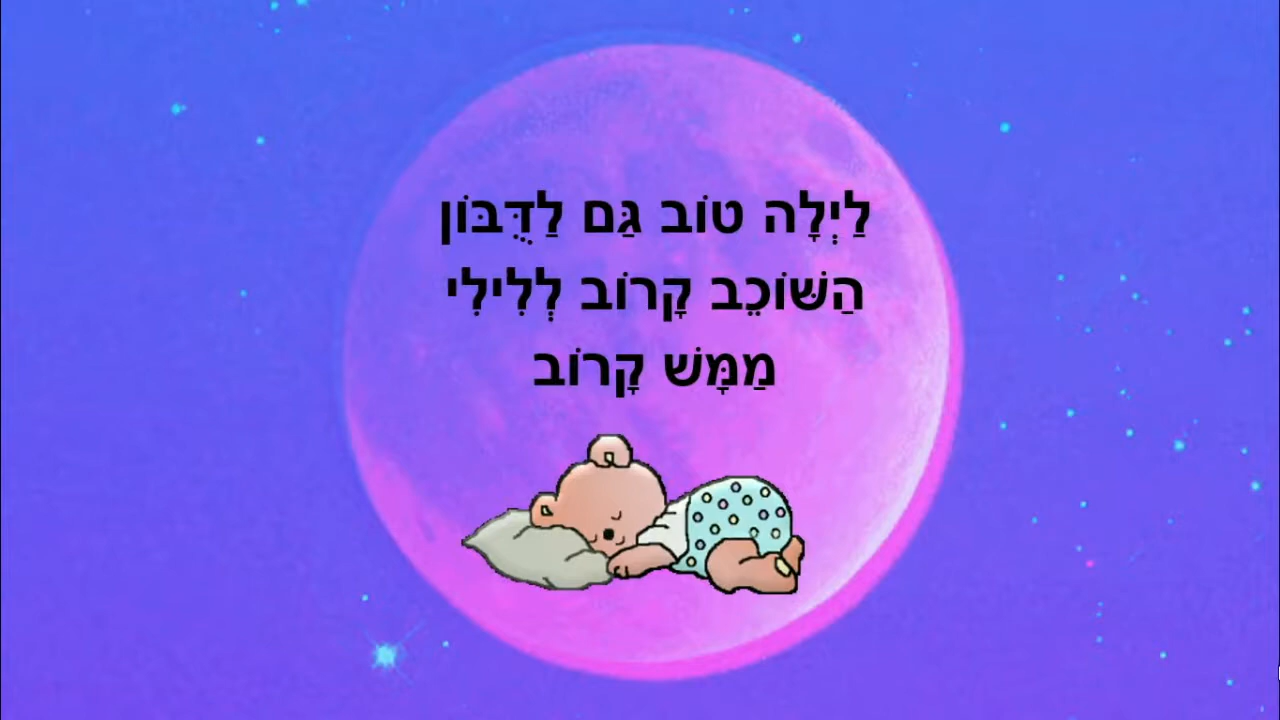 לַיְלָה טוֹב גַּם לַדֻּבּוֹן
הַשּׁוֹכֵב קָרוֹב לְלִילִי
מַמָּשׁ קָרוֹב